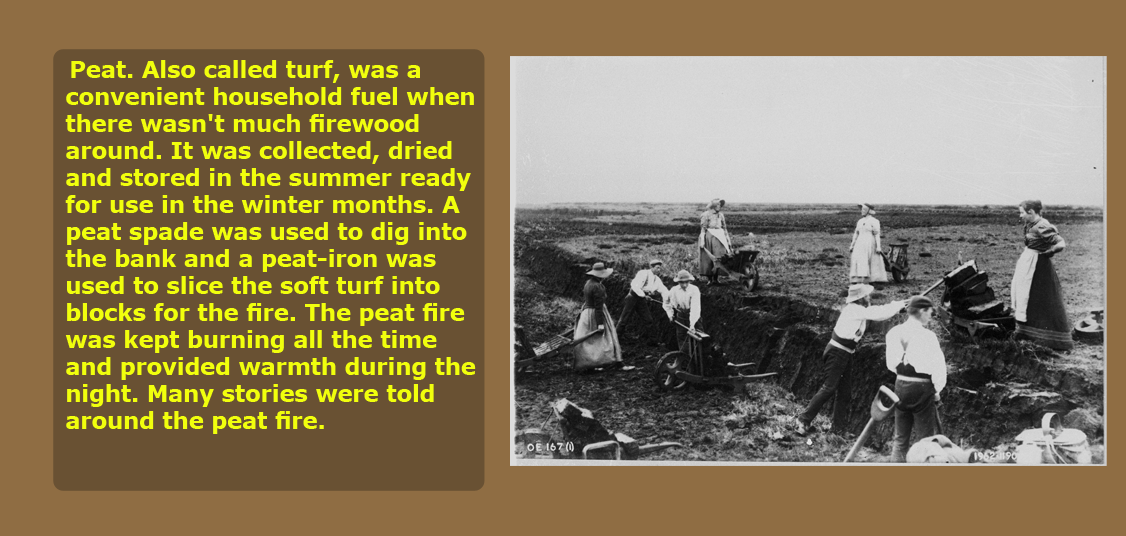 Peat. Also called turf, was a
convenient household fuel when
there wasn't much firewood
around. It was collected, dried
and stored in the summer ready
for use in the winter months. A
peat spade was used to dig into
the bank and a peat-iron was
used to slice the soft turf into
blocks for the fire. The peat fire
was kept burning all the time
and provided warmth during the
night. Many stories were told
around the peat fire.
OE 167 (1)